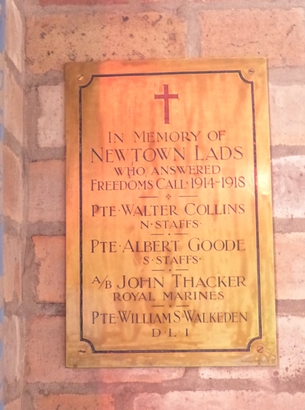 IN MEMORY OF
NEWTOWN LADS
WHO ANSWERED
FREEDOMS CALL·1914-1918
PTE·WALTER COLLINS
N·STAFFS·
PTE·ALBERT GOODE
S·STAFFS·
A/B JOHN THACKER
ROYAL MARINES
PTE·WILLIAM S·WALKEDEN
D L I